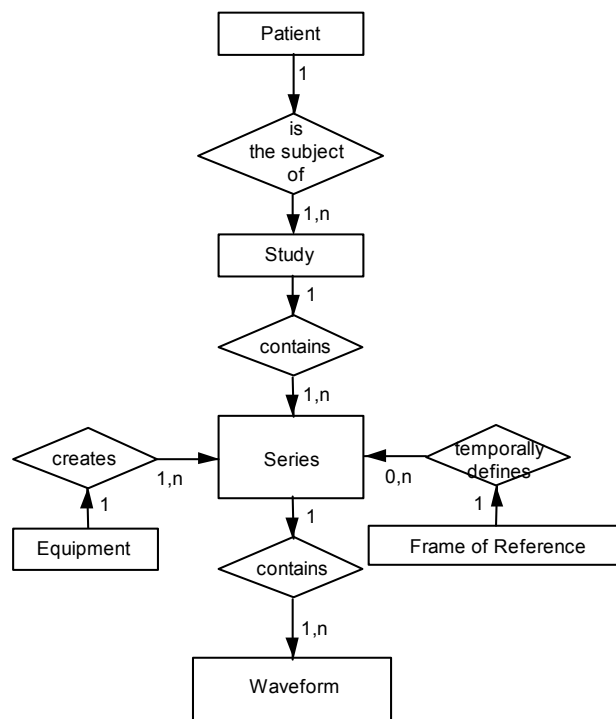 Patient
1
is
the subject
of
1,n
Study
1
contains
1,n
creates
1,n
Series
0,n
temporally
defines
1
Equipment
1
1
Frame of Reference
contains
1,n
Waveform